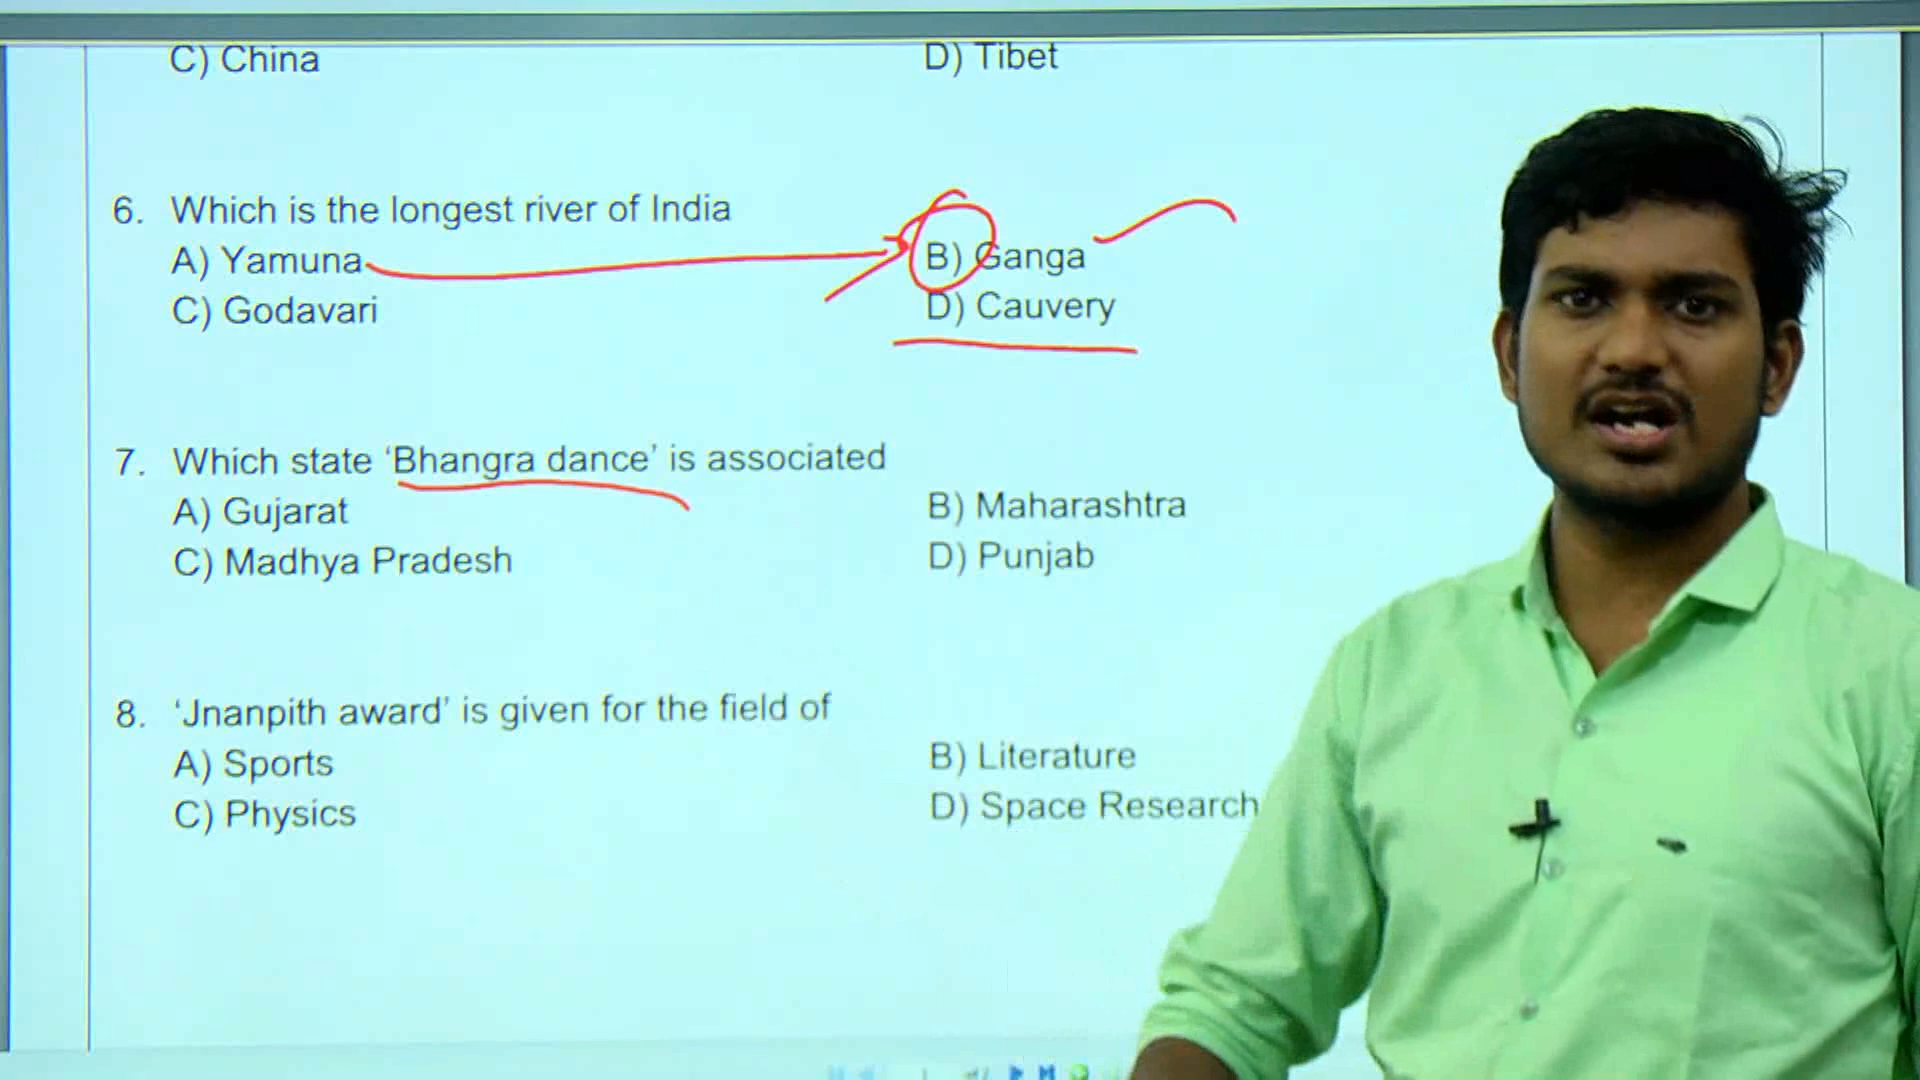 C) China D) Tibet
6. Which is the longest river of India
A) Yamuna B) Ganga
C) Godavari D) Cauvery
7. Which state ‘Bhangra dance’ is associated
A) Gujarat B) Maharashtra
C) Madhya Pradesh D) Punjab
8. ‘Jnanpith award’ is given for the field of
A) Sports B) Literature
C) Physics D) Space Research